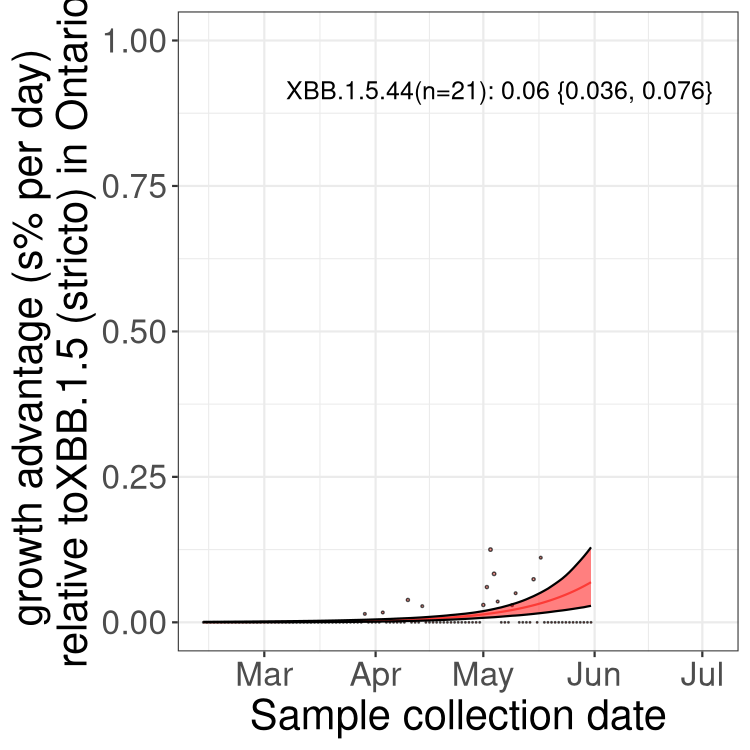 growth advantage (s% per day)
relative toXBB.1.5 (stricto) in Ontario
1.00
XBB.1.5.44(n=21): 0.06 {0.036, 0.076}
0.75
0.50
0.25
0.00
Mar Apr May Jun Jul
Sample collection date